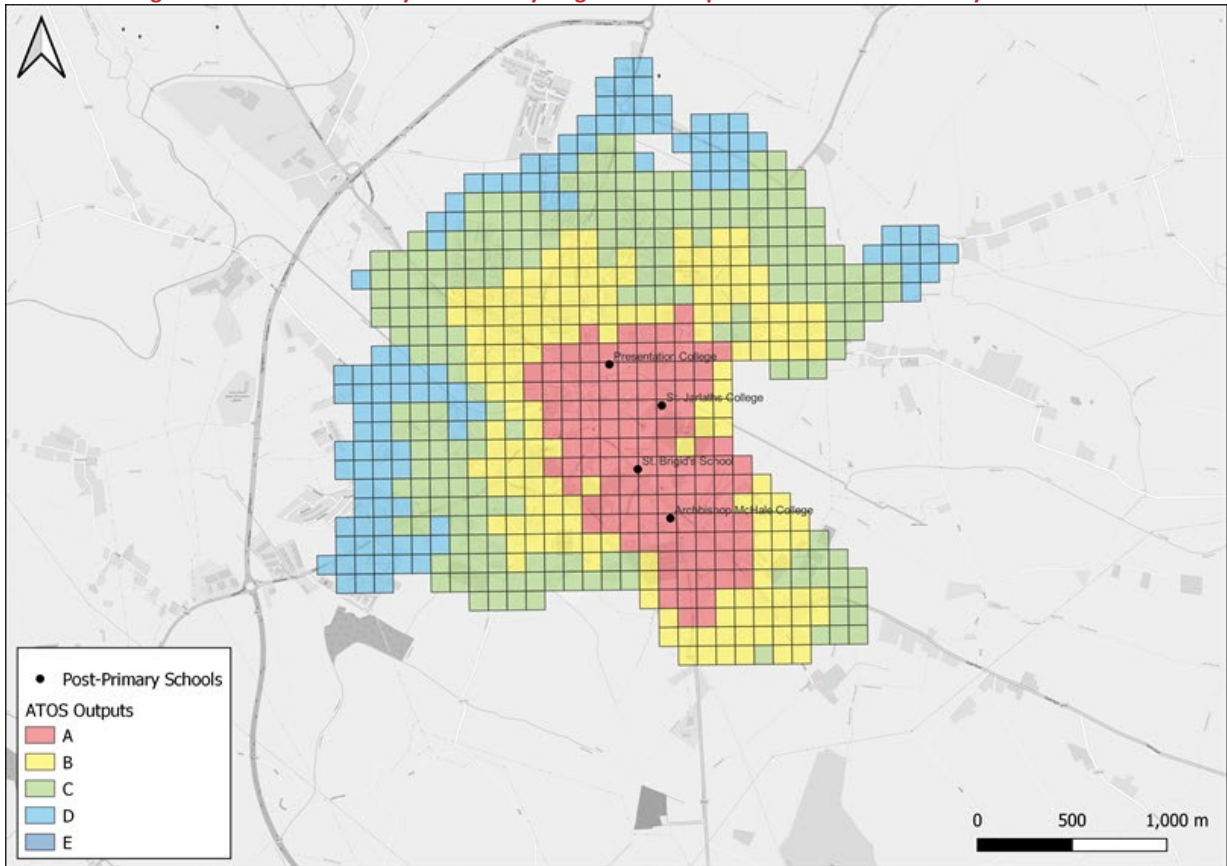 Presentation College
St. Jarlaths College
St. Brigid's School
Archbishop McHale College
Post-Primary Schools
ATOS Outputs
A
B
C
D
E
0 500 1,000 m